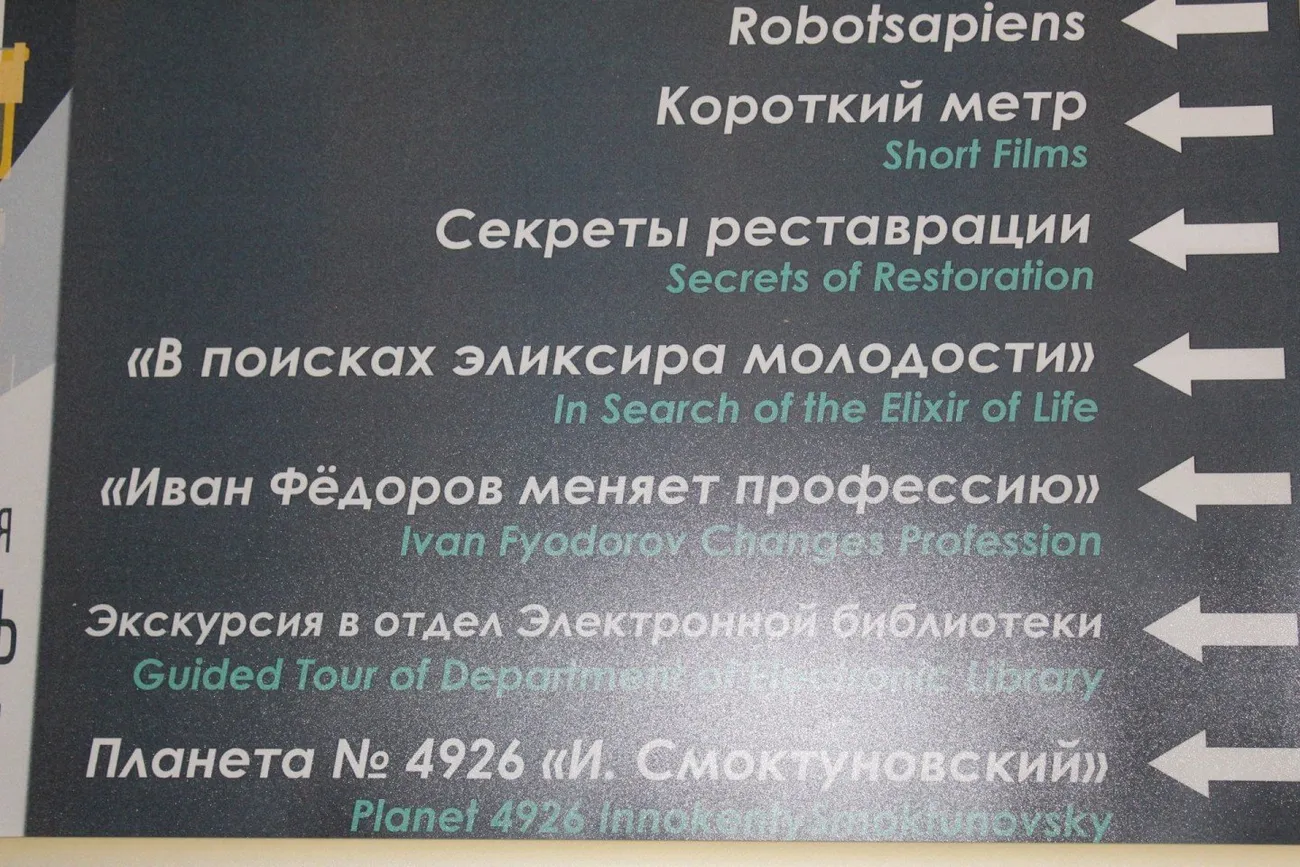 Robotsapiens
Короткий метр
Short Films
Секреты реставрации
Secrets of Restoration
«В поисках эликсира молодости»
In Search of the Elixir of Life
«Иван Фёдоров меняет профессию»
Ivan Fyodorov Changes Profession
Экскурсия в отдел Электронной библиотеки
Guided Tour of Department of Electronic Library
Планета № 4926 «И. Смоктуновский»
Planet 4926 Innokenty Smoktunovsky
Я
Ь